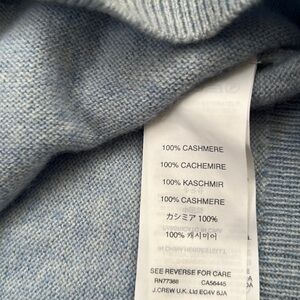 100% CASHMERE
100% CACHEMIRE
100% KASCHMIR
100% CASHMERE
カシミア 100%
100% 캐시미어
SEE REVERSE FOR CARE
RN77388 CA56445
J.CREW U.K. Ltd EC4V 6JA